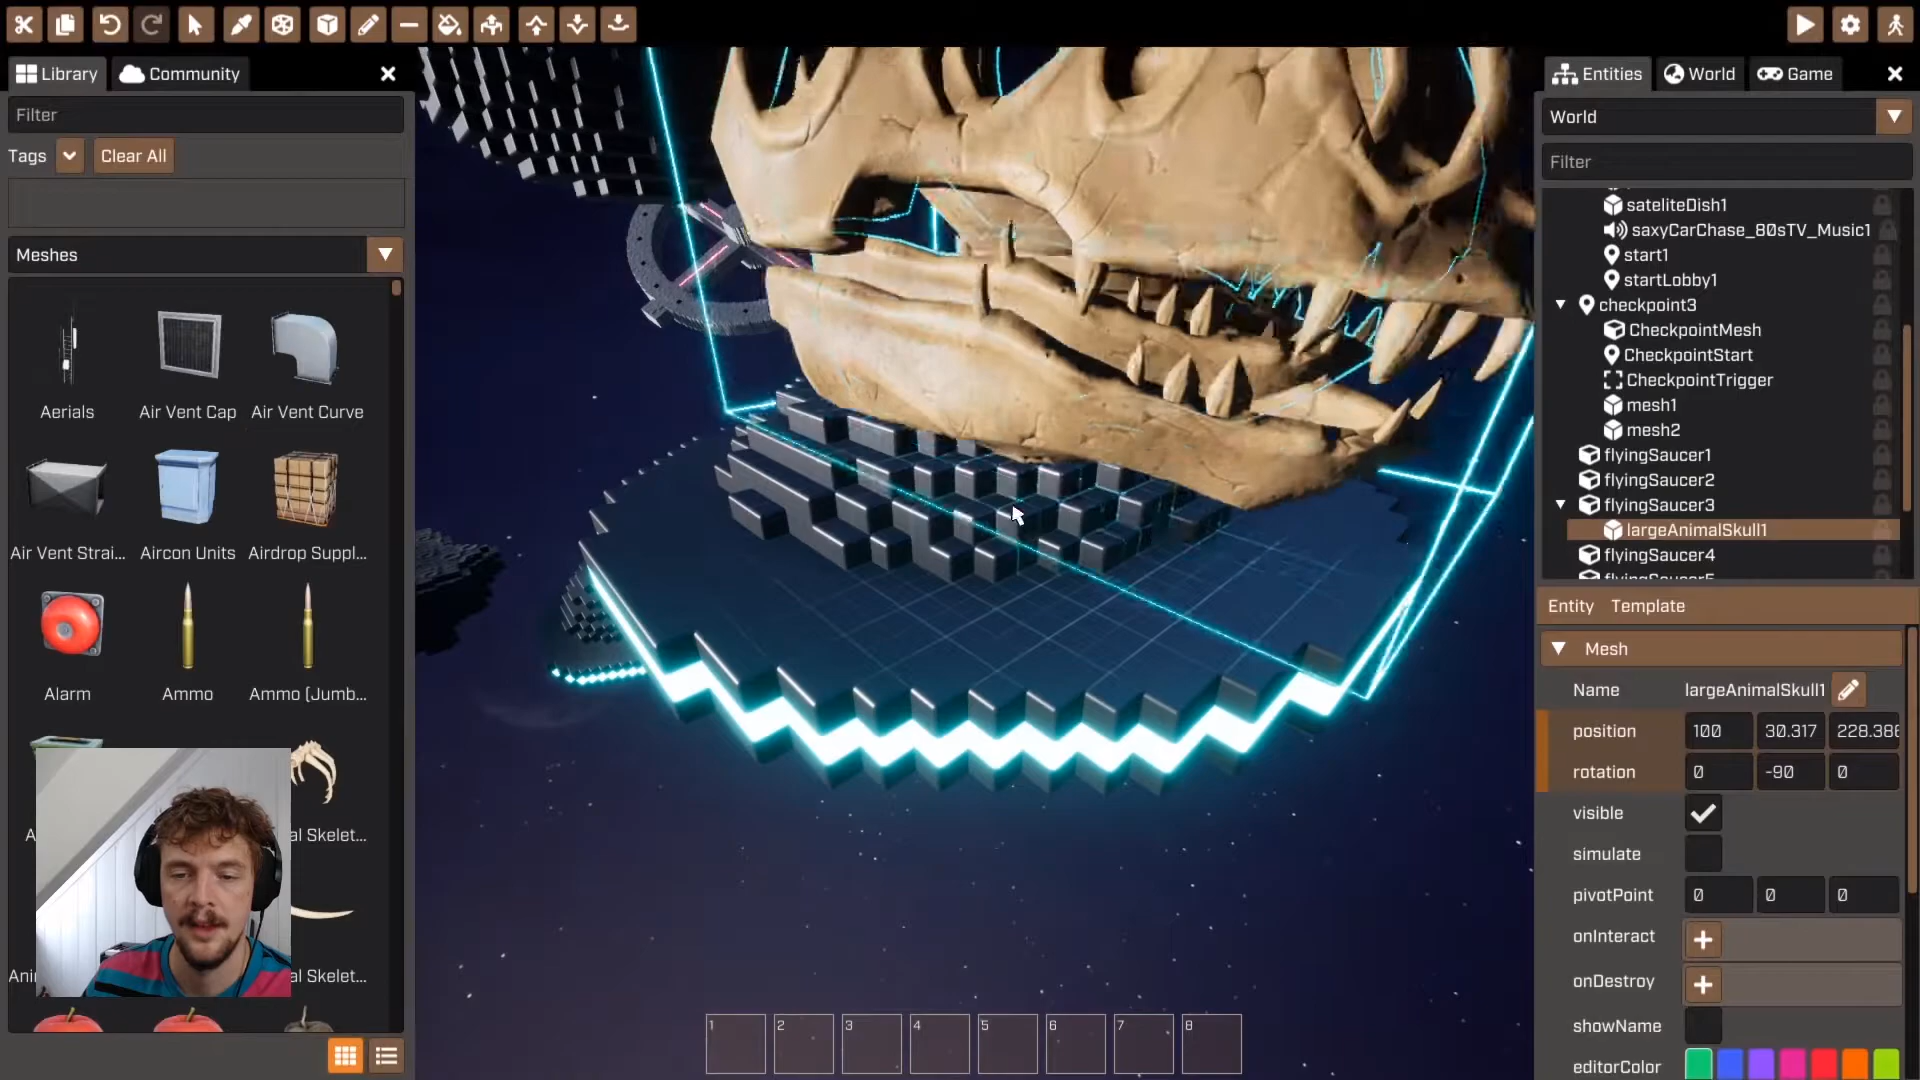 Library
Community
Filter
Tags
Clear All
Meshes
Aerials
Air Vent Cap
Air Vent Curve
Air Vent Strai...
Aircon Units
Airdrop Suppl...
Alarm
Ammo
Ammo (Jumb...
al Skelet...
Ani
al Skelet...
1
2
3
4
5
6
7
8
Entities
World
Game
World
Filter
sateliteDish1
saxyCarChase_80sTV_Music1
start1
startLobby1
checkpoint3
CheckpointMesh
CheckpointStart
CheckpointTrigger
mesh1
mesh2
flyingSaucer1
flyingSaucer2
flyingSaucer3
largeAnimalSkull1
flyingSaucer4
Entity Template
Mesh
Name largeAnimalSkull1
position 100 30.317 228.386
rotation 0 -90 0
visible
simulate
pivotPoint 0 0 0
onInteract
onDestroy
showName
editorColor